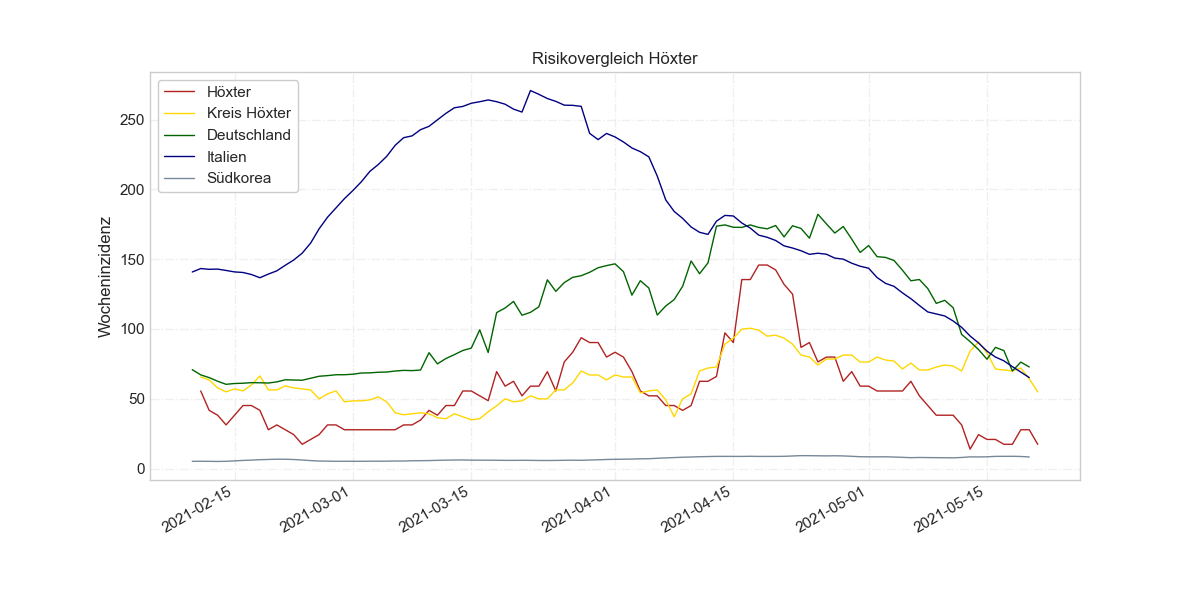 Risikovergleich Höxter
Höxter
Kreis Höxter
Deutschland
Italien
Südkorea
Wocheninzidenz
250
200
150
100
50
0
2021-02-15
2021-03-01
2021-03-15
2021-04-01
2021-04-15
2021-05-01
2021-05-15